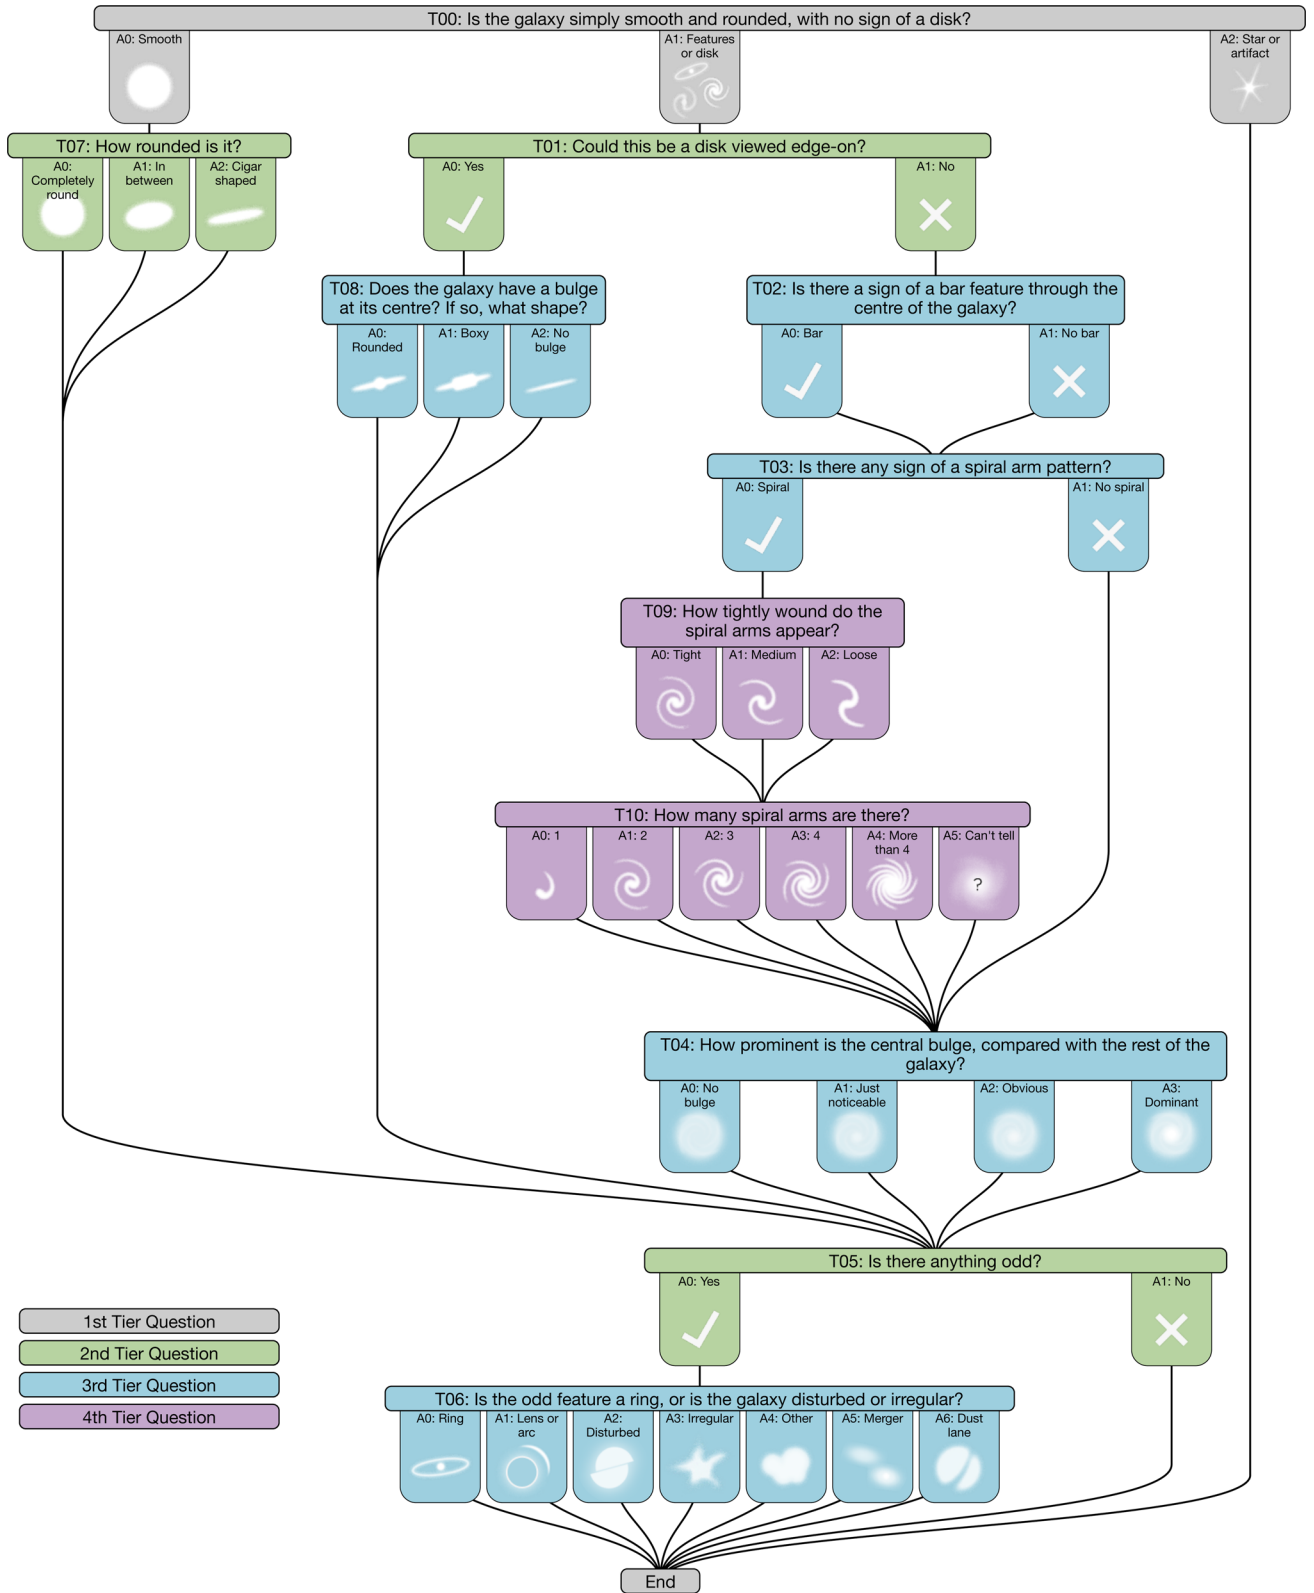 T00: Is the galaxy simply smooth and rounded, with no sign of a disk?
A0: Smooth
A1: Features
or disk
A2: Star or
artifact
T07: How rounded is it?
A0:
Completely
round
A1: In
between
A2: Cigar
shaped
T01: Could this be a disk viewed edge-on?
A0: Yes
A1: No
T08: Does the galaxy have a bulge
at its centre? If so, what shape?
A0:
Rounded
A1: Boxy
A2: No
bulge
T02: Is there a sign of a bar feature through the
centre of the galaxy?
A0: Bar
A1: No bar
T03: Is there any sign of a spiral arm pattern?
A0: Spiral
A1: No spiral
T09: How tightly wound do the
spiral arms appear?
A0: Tight
A1: Medium
A2: Loose
T10: How many spiral arms are there?
A0: 1
A1: 2
A2: 3
A3: 4
A4: More
than 4
A5: Can't tell
?
T04: How prominent is the central bulge, compared with the rest of the
galaxy?
A0: No
bulge
A1: Just
noticeable
A2: Obvious
A3:
Dominant
T05: Is there anything odd?
A0: Yes
A1: No
T06: Is the odd feature a ring, or is the galaxy disturbed or irregular?
A0: Ring
A1: Lens or
arc
A2:
Disturbed
A3: Irregular
A4: Other
A5: Merger
A6: Dust
lane
End
1st Tier Question
2nd Tier Question
3rd Tier Question
4th Tier Question